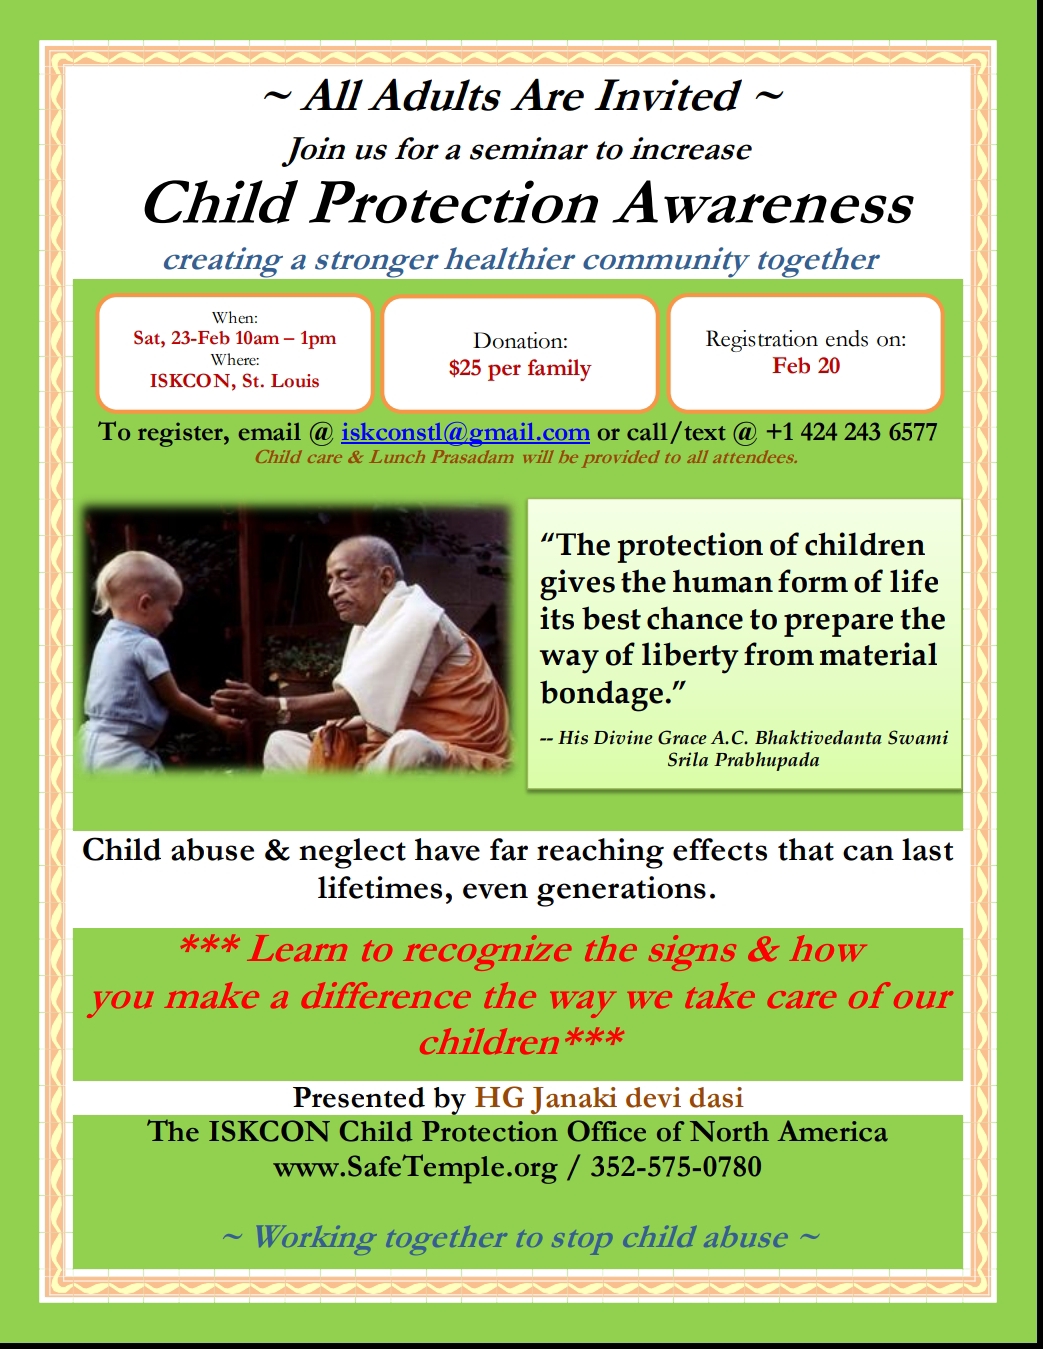 ~ All Adults Are Invited ~
Join us for a seminar to increase
Child Protection Awareness
creating a stronger healthier community together
When:
Sat, 23-Feb 10am – 1pm
Where:
ISKCON, St. Louis
Donation:
$25 per family
Registration ends on:
Feb 20
To register, email @ iskconstl@gmail.com or call/text @ +1 424 243 6577
Child care & Lunch Prasadam will be provided to all attendees.
“The protection of children
gives the human form of life
its best chance to prepare the
way of liberty from material
bondage.”
-- His Divine Grace A.C. Bhaktivedanta Swami
Srila Prabhupada
Child abuse & neglect have far reaching effects that can last
lifetimes, even generations.
*** Learn to recognize the signs & how
you make a difference the way we take care of our
children***
Presented by HG Janaki devi dasi
The ISKCON Child Protection Office of North America
www.SafeTemple.org / 352-575-0780
~ Working together to stop child abuse ~